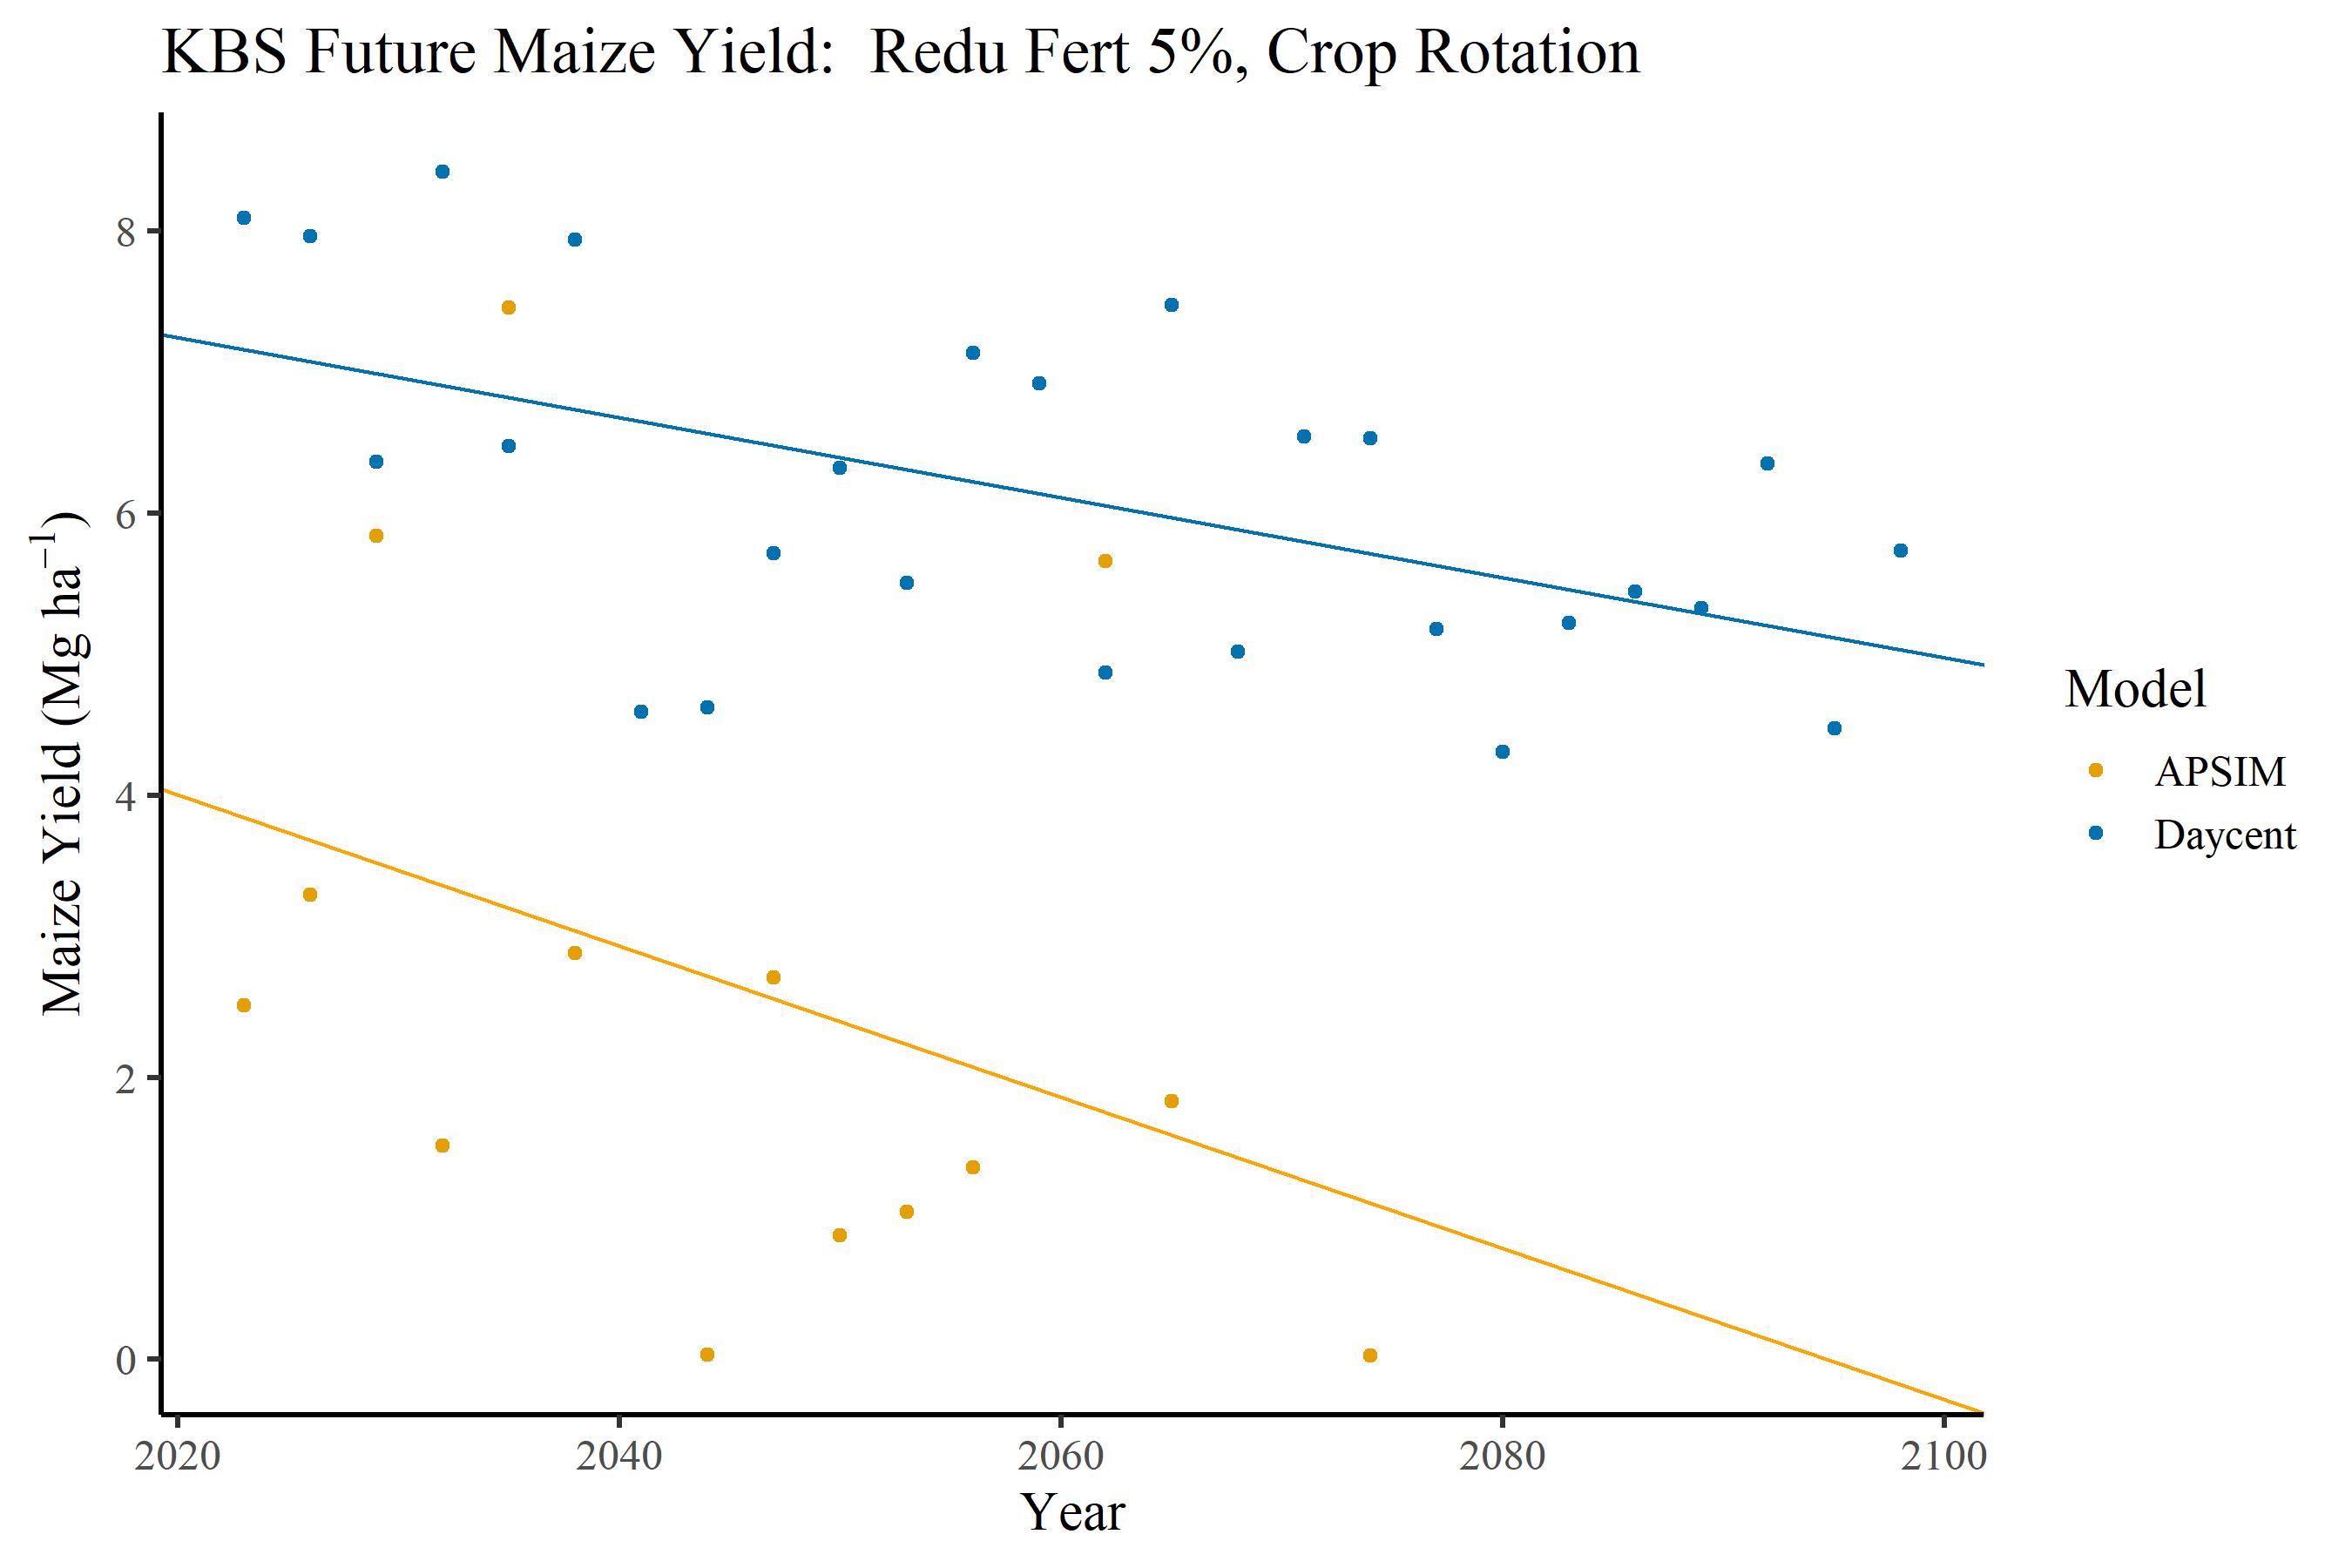 KBS Future Maize Yield:  Redu Fert 5%, Crop Rotation
Maize Yield (Mg ha⁻¹)
8
6
4
2
0
2020
2040
2060
2080
2100
Year
Model
APSIM
Daycent